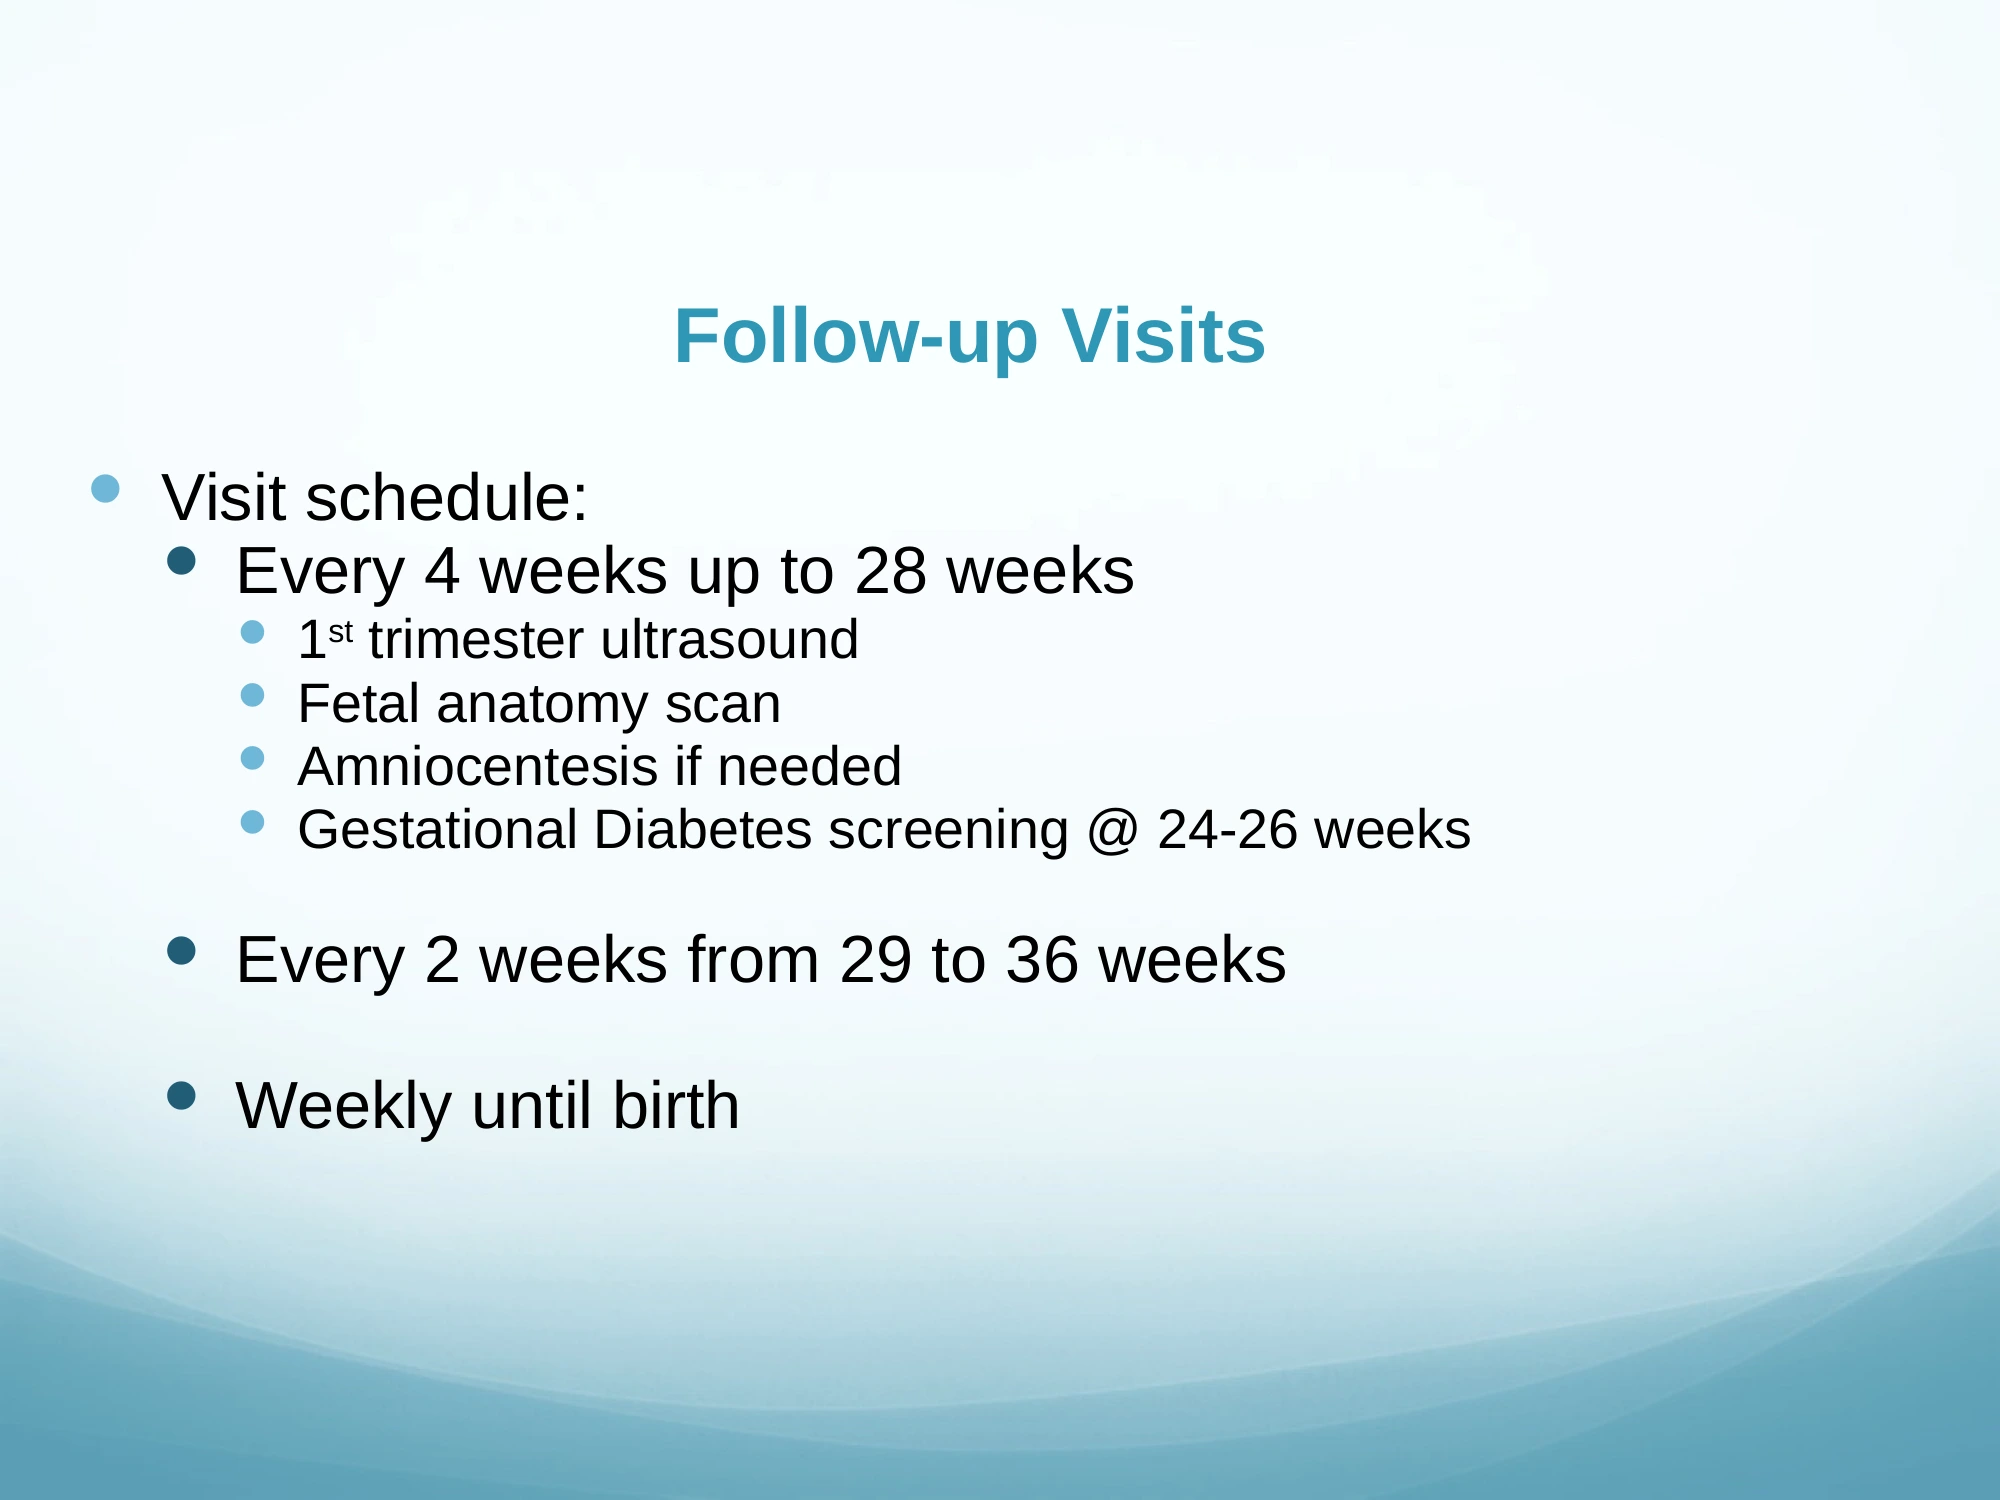 Follow-up Visits
Visit schedule:
Every 4 weeks up to 28 weeks
1st trimester ultrasound
Fetal anatomy scan
Amniocentesis if needed
Gestational Diabetes screening @ 24-26 weeks
Every 2 weeks from 29 to 36 weeks
Weekly until birth